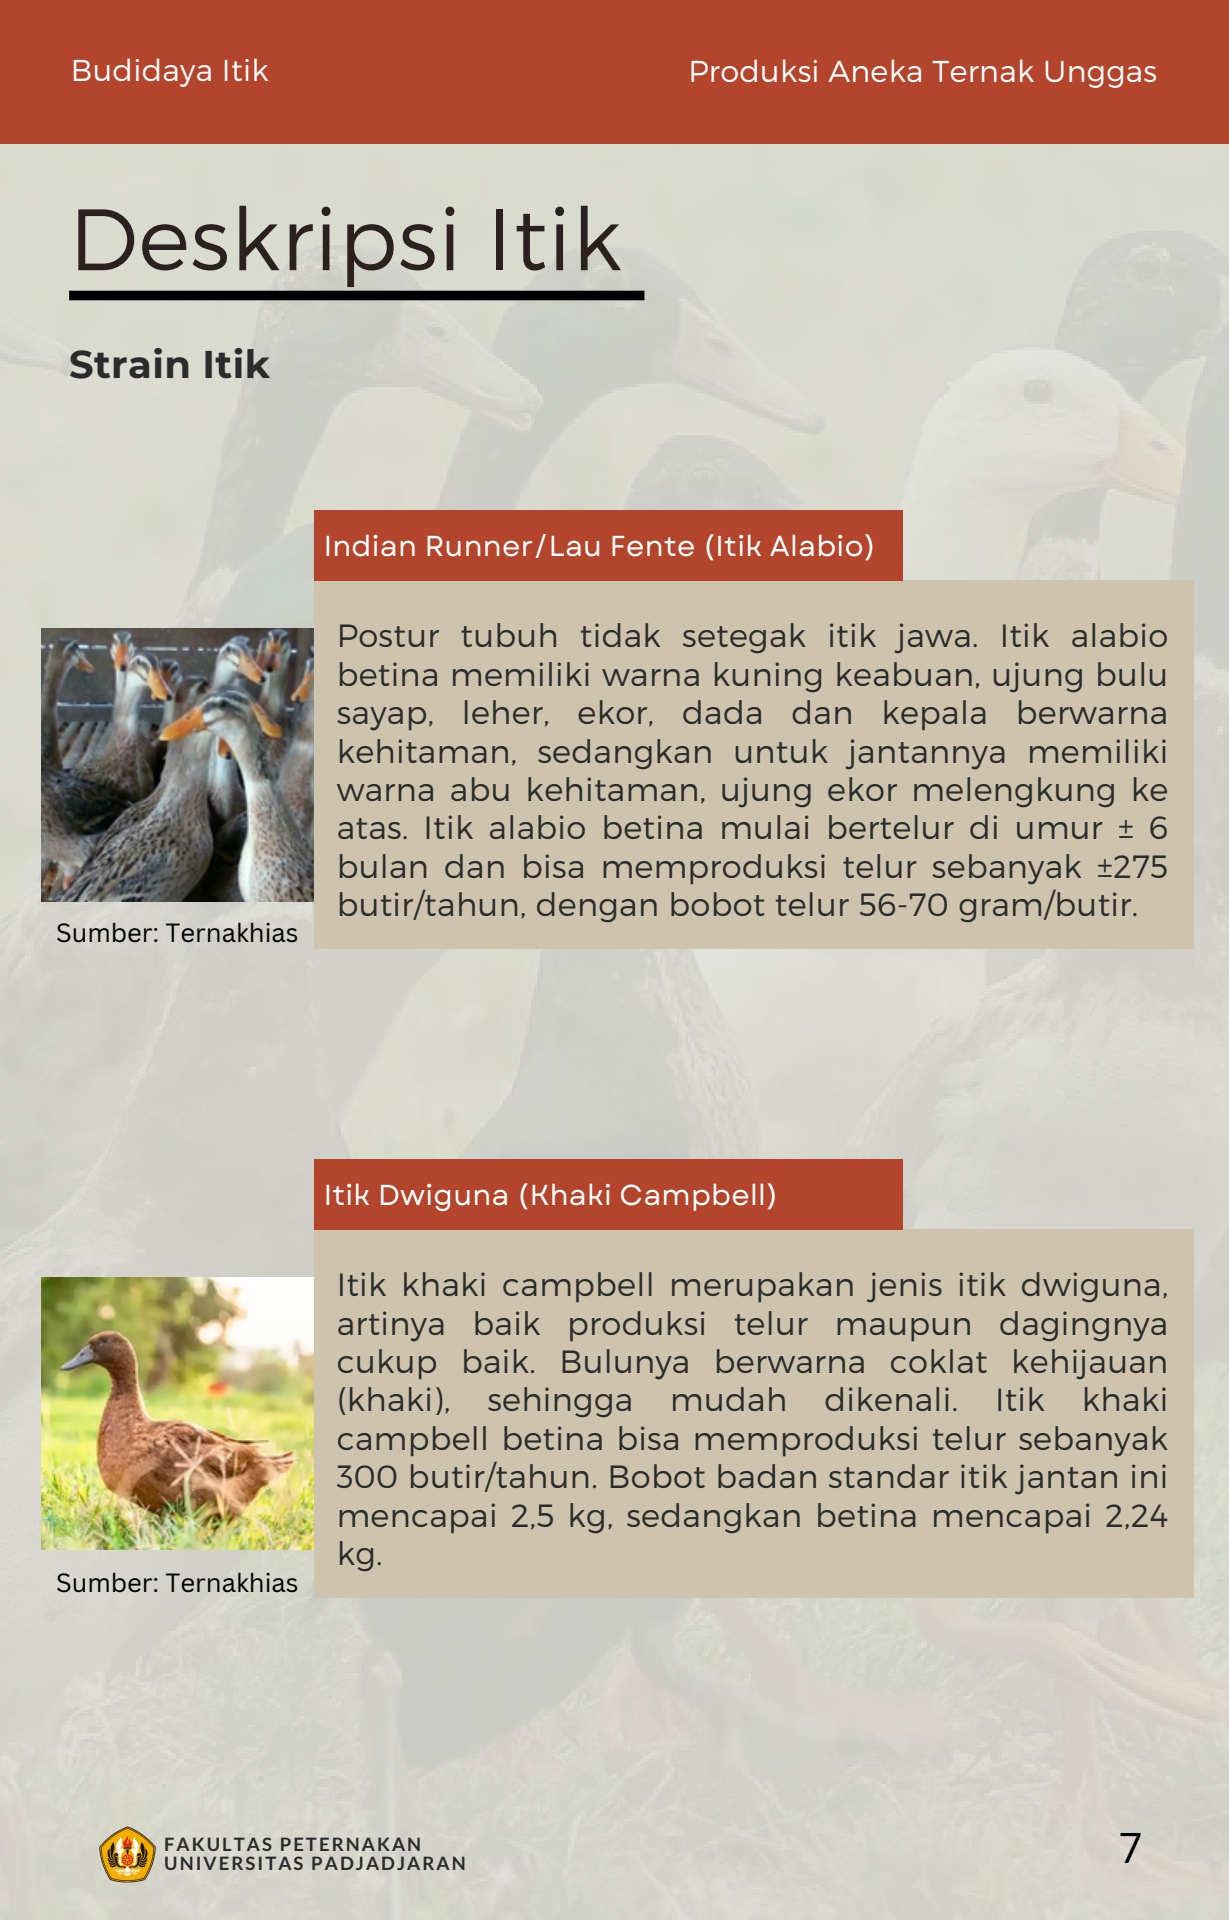 Budidaya Itik
Produksi Aneka Ternak Unggas
Deskripsi Itik
Strain Itik
Indian Runner/Lau Fente (Itik Alabio)
Postur tubuh tidak setegak itik jawa. Itik alabio
betina memiliki warna kuning keabuan, ujung bulu
sayap, leher, ekor, dada dan kepala berwarna
kehitaman, sedangkan untuk jantannya memiliki
warna abu kehitaman, ujung ekor melengkung ke
atas. Itik alabio betina mulai bertelur di umur ± 6
bulan dan bisa memproduksi telur sebanyak ±275
butir/tahun, dengan bobot telur 56-70 gram/butir.
Sumber: Ternakhias
Itik Dwiguna (Khaki Campbell)
Itik khaki campbell merupakan jenis itik dwiguna,
artinya baik produksi telur maupun dagingnya
cukup baik. Bulunya berwarna coklat kehijauan
(khaki), sehingga mudah dikenali. Itik khaki
campbell betina bisa memproduksi telur sebanyak
300 butir/tahun. Bobot badan standar itik jantan ini
mencapai 2,5 kg, sedangkan betina mencapai 2,24
kg.
Sumber: Ternakhias
FAKULTAS PETERNAKAN
UNIVERSITAS PADJADJARAN
7